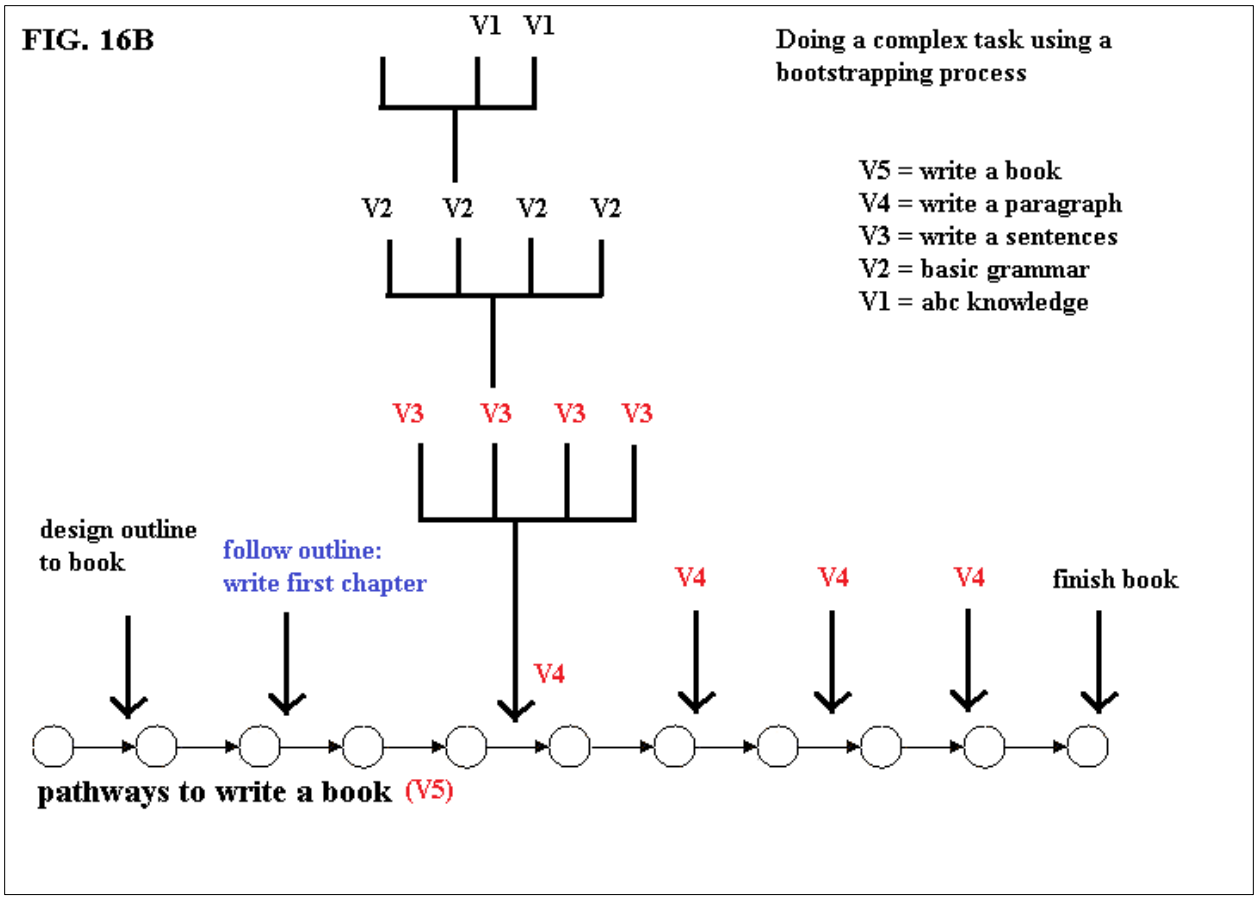 FIG. 16B
V1 V1
Doing a complex task using a
bootstrapping process
V5 = write a book
V4 = write a paragraph
V3 = write a sentences
V2 = basic grammar
V1 = abc knowledge
V2 V2 V2 V2
V3 V3 V3 V3
design outline
to book
follow outline:
write first chapter
V4 V4 V4
finish book
V4
pathways to write a book (V5)